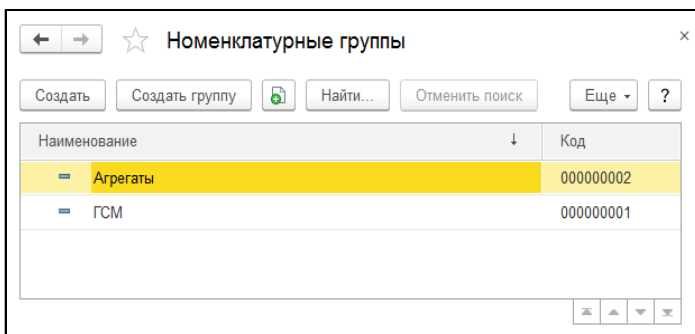 Номенклатурные группы
Создать Создать группу Найти... Отменить поиск Еще ?
Наименование Код
Агрегаты 000000002
ГСМ 000000001